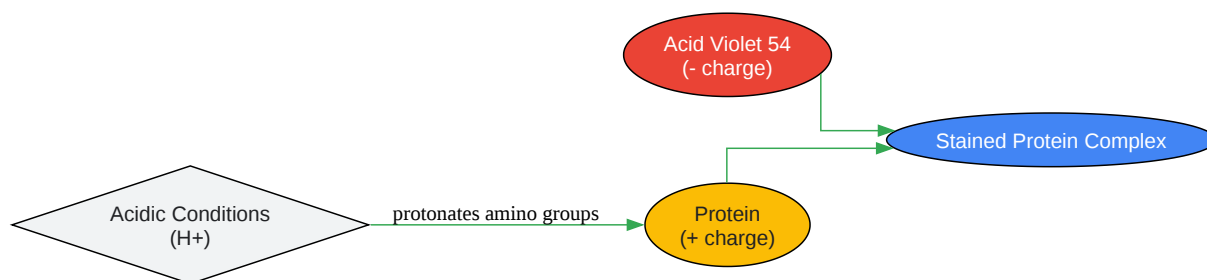 Acid Violet 54
(- charge)
Stained Protein Complex
Acidic Conditions
(H+)
protonates amino groups
Protein
(+ charge)